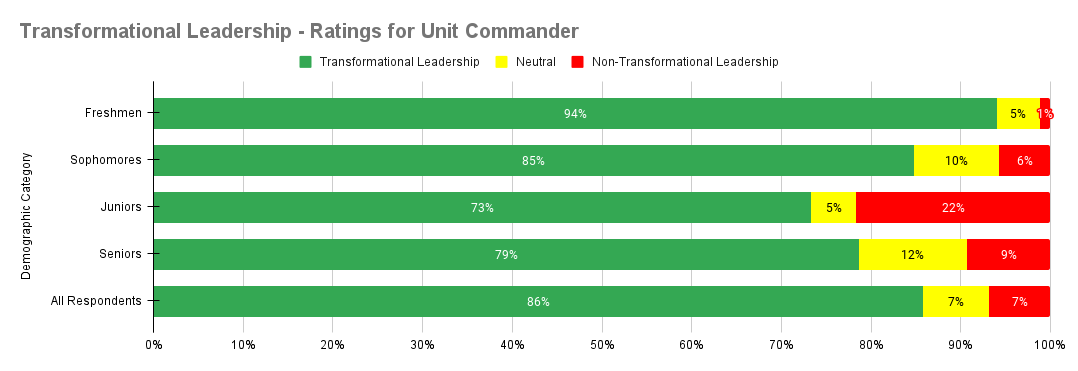 Transformational Leadership - Ratings for Unit Commander
Transformational Leadership Neutral Non-Transformational Leadership
Demographic Category
Freshmen 94% 5% 1%
Sophomores 85% 10% 6%
Juniors 73% 5% 22%
Seniors 79% 12% 9%
All Respondents 86% 7% 7%
0% 10% 20% 30% 40% 50% 60% 70% 80% 90% 100%